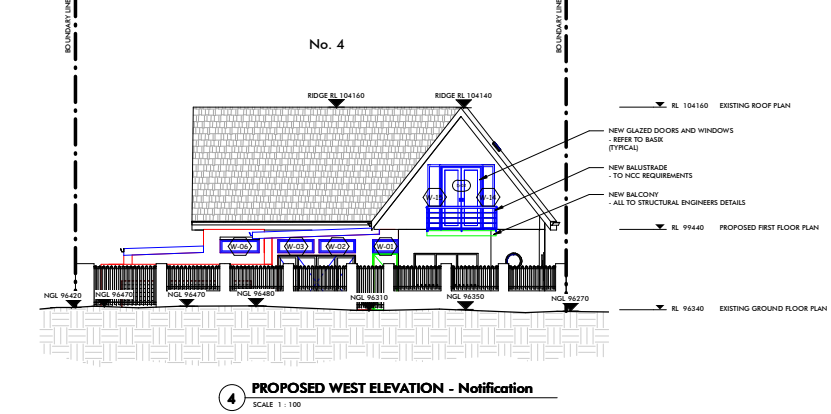 BOUNDARY LINE
BOUNDARY LINE
No. 4
RIDGE RL 104160
RIDGE RL 104140
RL 104160 EXISTING ROOF PLAN
NEW GLAZED DOORS AND WINDOWS
- REFER TO BASIX
(TYPICAL)
NEW BALUSTRADE
- TO NCC REQUIREMENTS
NEW BALCONY
- ALL TO STRUCTURAL ENGINEERS DETAILS
RL 99440 PROPOSED FIRST FLOOR PLAN
W-06
W-03
W-02
W-01
NGL 96420
NGL 96470
NGL 96470
NGL 96480
NGL 96310
NGL 96350
NGL 96270
RL 96340 EXISTING GROUND FLOOR PLAN
4
PROPOSED WEST ELEVATION - Notification
SCALE 1 : 100